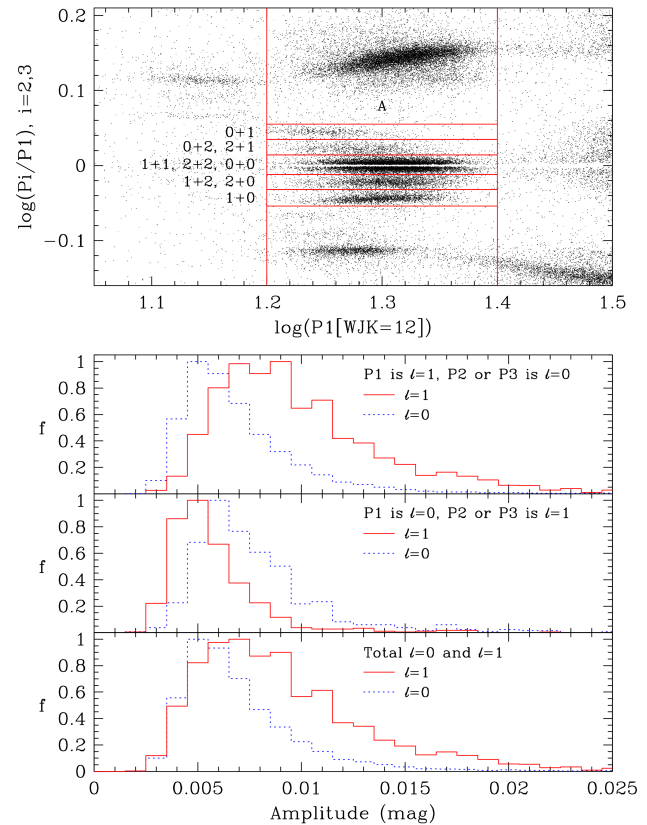 0.2
0.1
0
−0.1
log(Pi/P1), i=2,3
A
0+1
0+2, 2+1
1+1, 2+2, 0+0
1+2, 2+0
1+0
1.1
1.2
1.3
1.4
1.5
log(P1[WJK=12])
1
0.8
0.6
0.4
0.2
f
P1 is ℓ=1, P2 or P3 is ℓ=0
ℓ=1
ℓ=0
1
0.8
0.6
0.4
0.2
f
P1 is ℓ=0, P2 or P3 is ℓ=1
ℓ=1
ℓ=0
1
0.8
0.6
0.4
0.2
0
f
Total ℓ=0 and ℓ=1
ℓ=1
ℓ=0
0
0.005
0.01
0.015
0.02
0.025
Amplitude (mag)